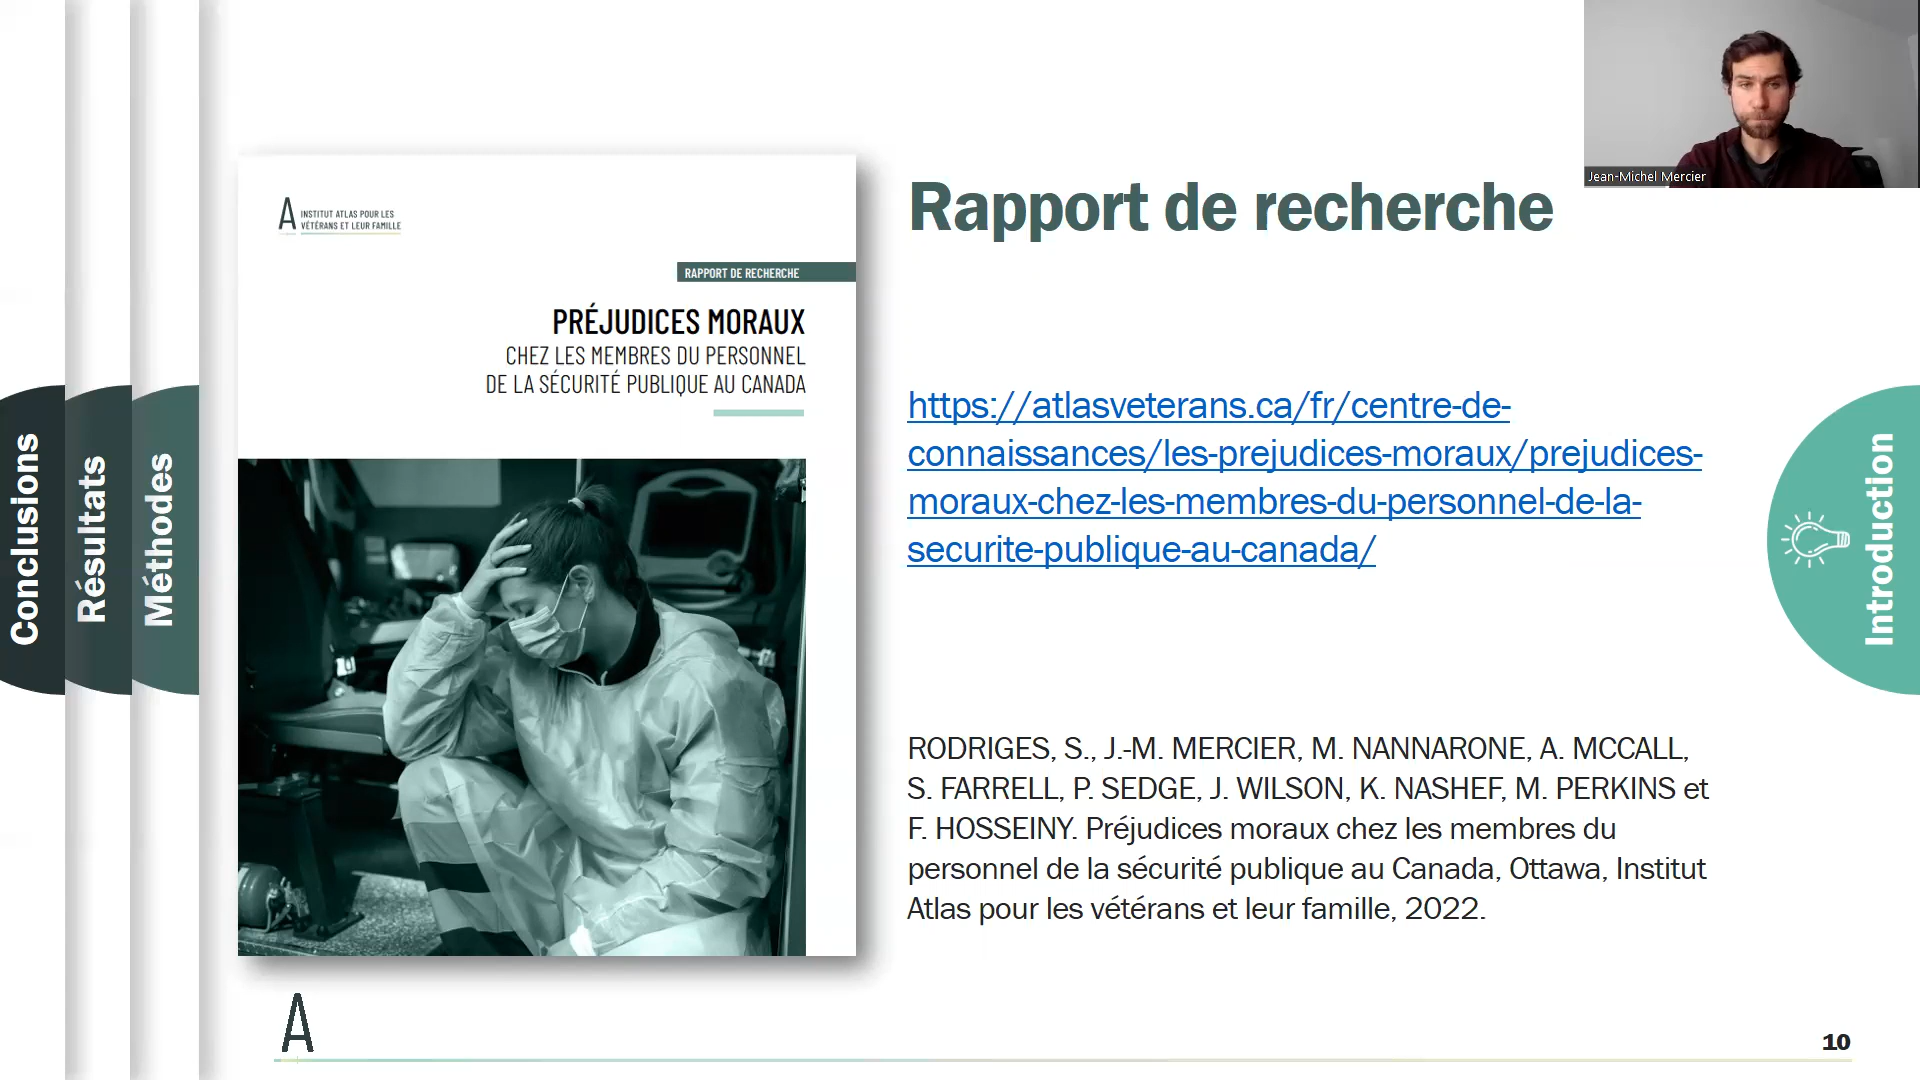 Conclusions
Résultats
Méthodes
A INSTITUT ATLAS POUR LES
VÉTÉRANS ET LEUR FAMILLE
RAPPORT DE RECHERCHE
PRÉJUDICES MORAUX
CHEZ LES MEMBRES DU PERSONNEL
DE LA SÉCURITÉ PUBLIQUE AU CANADA
Rapport de recherche
https://atlasveterans.ca/fr/centre-de-
connaissances/les-prejudices-moraux/prejudices-
moraux-chez-les-membres-du-personnel-de-la-
securite-publique-au-canada/
RODRIGES, S., J.-M. MERCIER, M. NANNARONE, A. MCCALL,
S. FARRELL, P. SEDGE, J. WILSON, K. NASHEF, M. PERKINS et
F. HOSSEINY. Préjudices moraux chez les membres du
personnel de la sécurité publique au Canada, Ottawa, Institut
Atlas pour les vétérans et leur famille, 2022.
Jean-Michel Mercier
Introduction
A
10